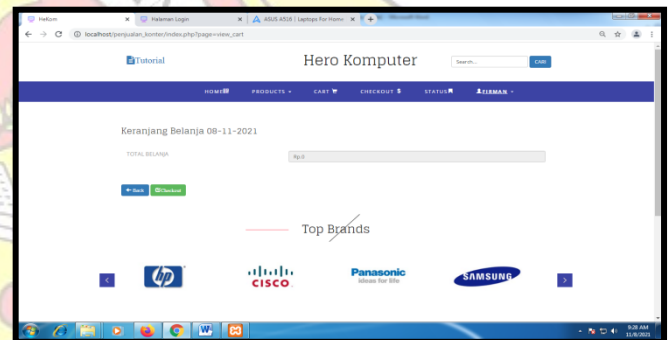 HeKom
Halaman Login
ASUS A516 | Laptops For Home
localhost/penjualan_konter/index.php?page=view_cart
Tutorial
Hero Komputer
Search...
CARI
HOME
PRODUCTS
CART
CHECKOUT
STATUS
FIRMAN
Keranjang Belanja 08-11-2021
TOTAL BELANJA
Rp.0
Back
Checkout
Top Brands
hp
CISCO
Panasonic
ideas for life
SAMSUNG
9:28 AM
11/8/2021